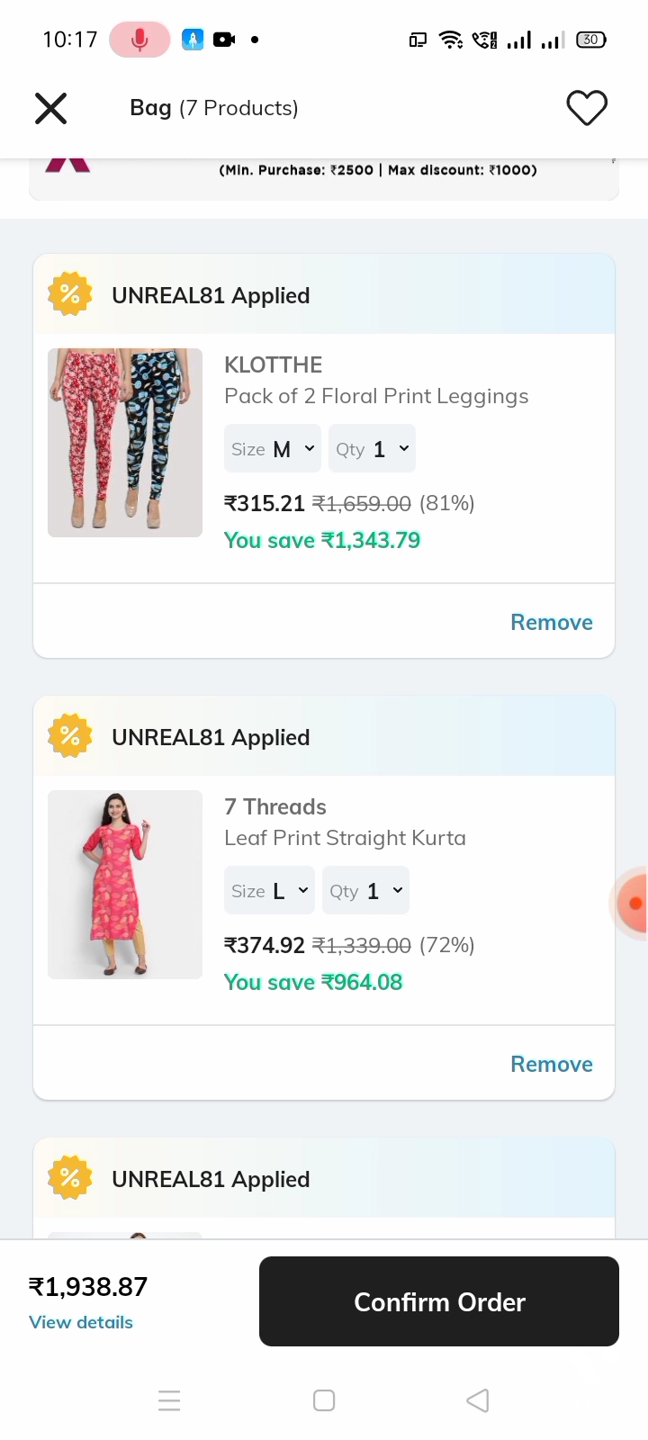 10:17
30
Bag (7 Products)
(Min. Purchase: ₹2500 | Max discount: ₹1000)
UNREAL81 Applied
KLOTTHE
Pack of 2 Floral Print Leggings
Size M Qty 1
₹315.21 ₹1,659.00 (81%)
You save ₹1,343.79
Remove
UNREAL81 Applied
7 Threads
Leaf Print Straight Kurta
Size L Qty 1
₹374.92 ₹1,339.00 (72%)
You save ₹964.08
Remove
UNREAL81 Applied
₹1,938.87
View details
Confirm Order